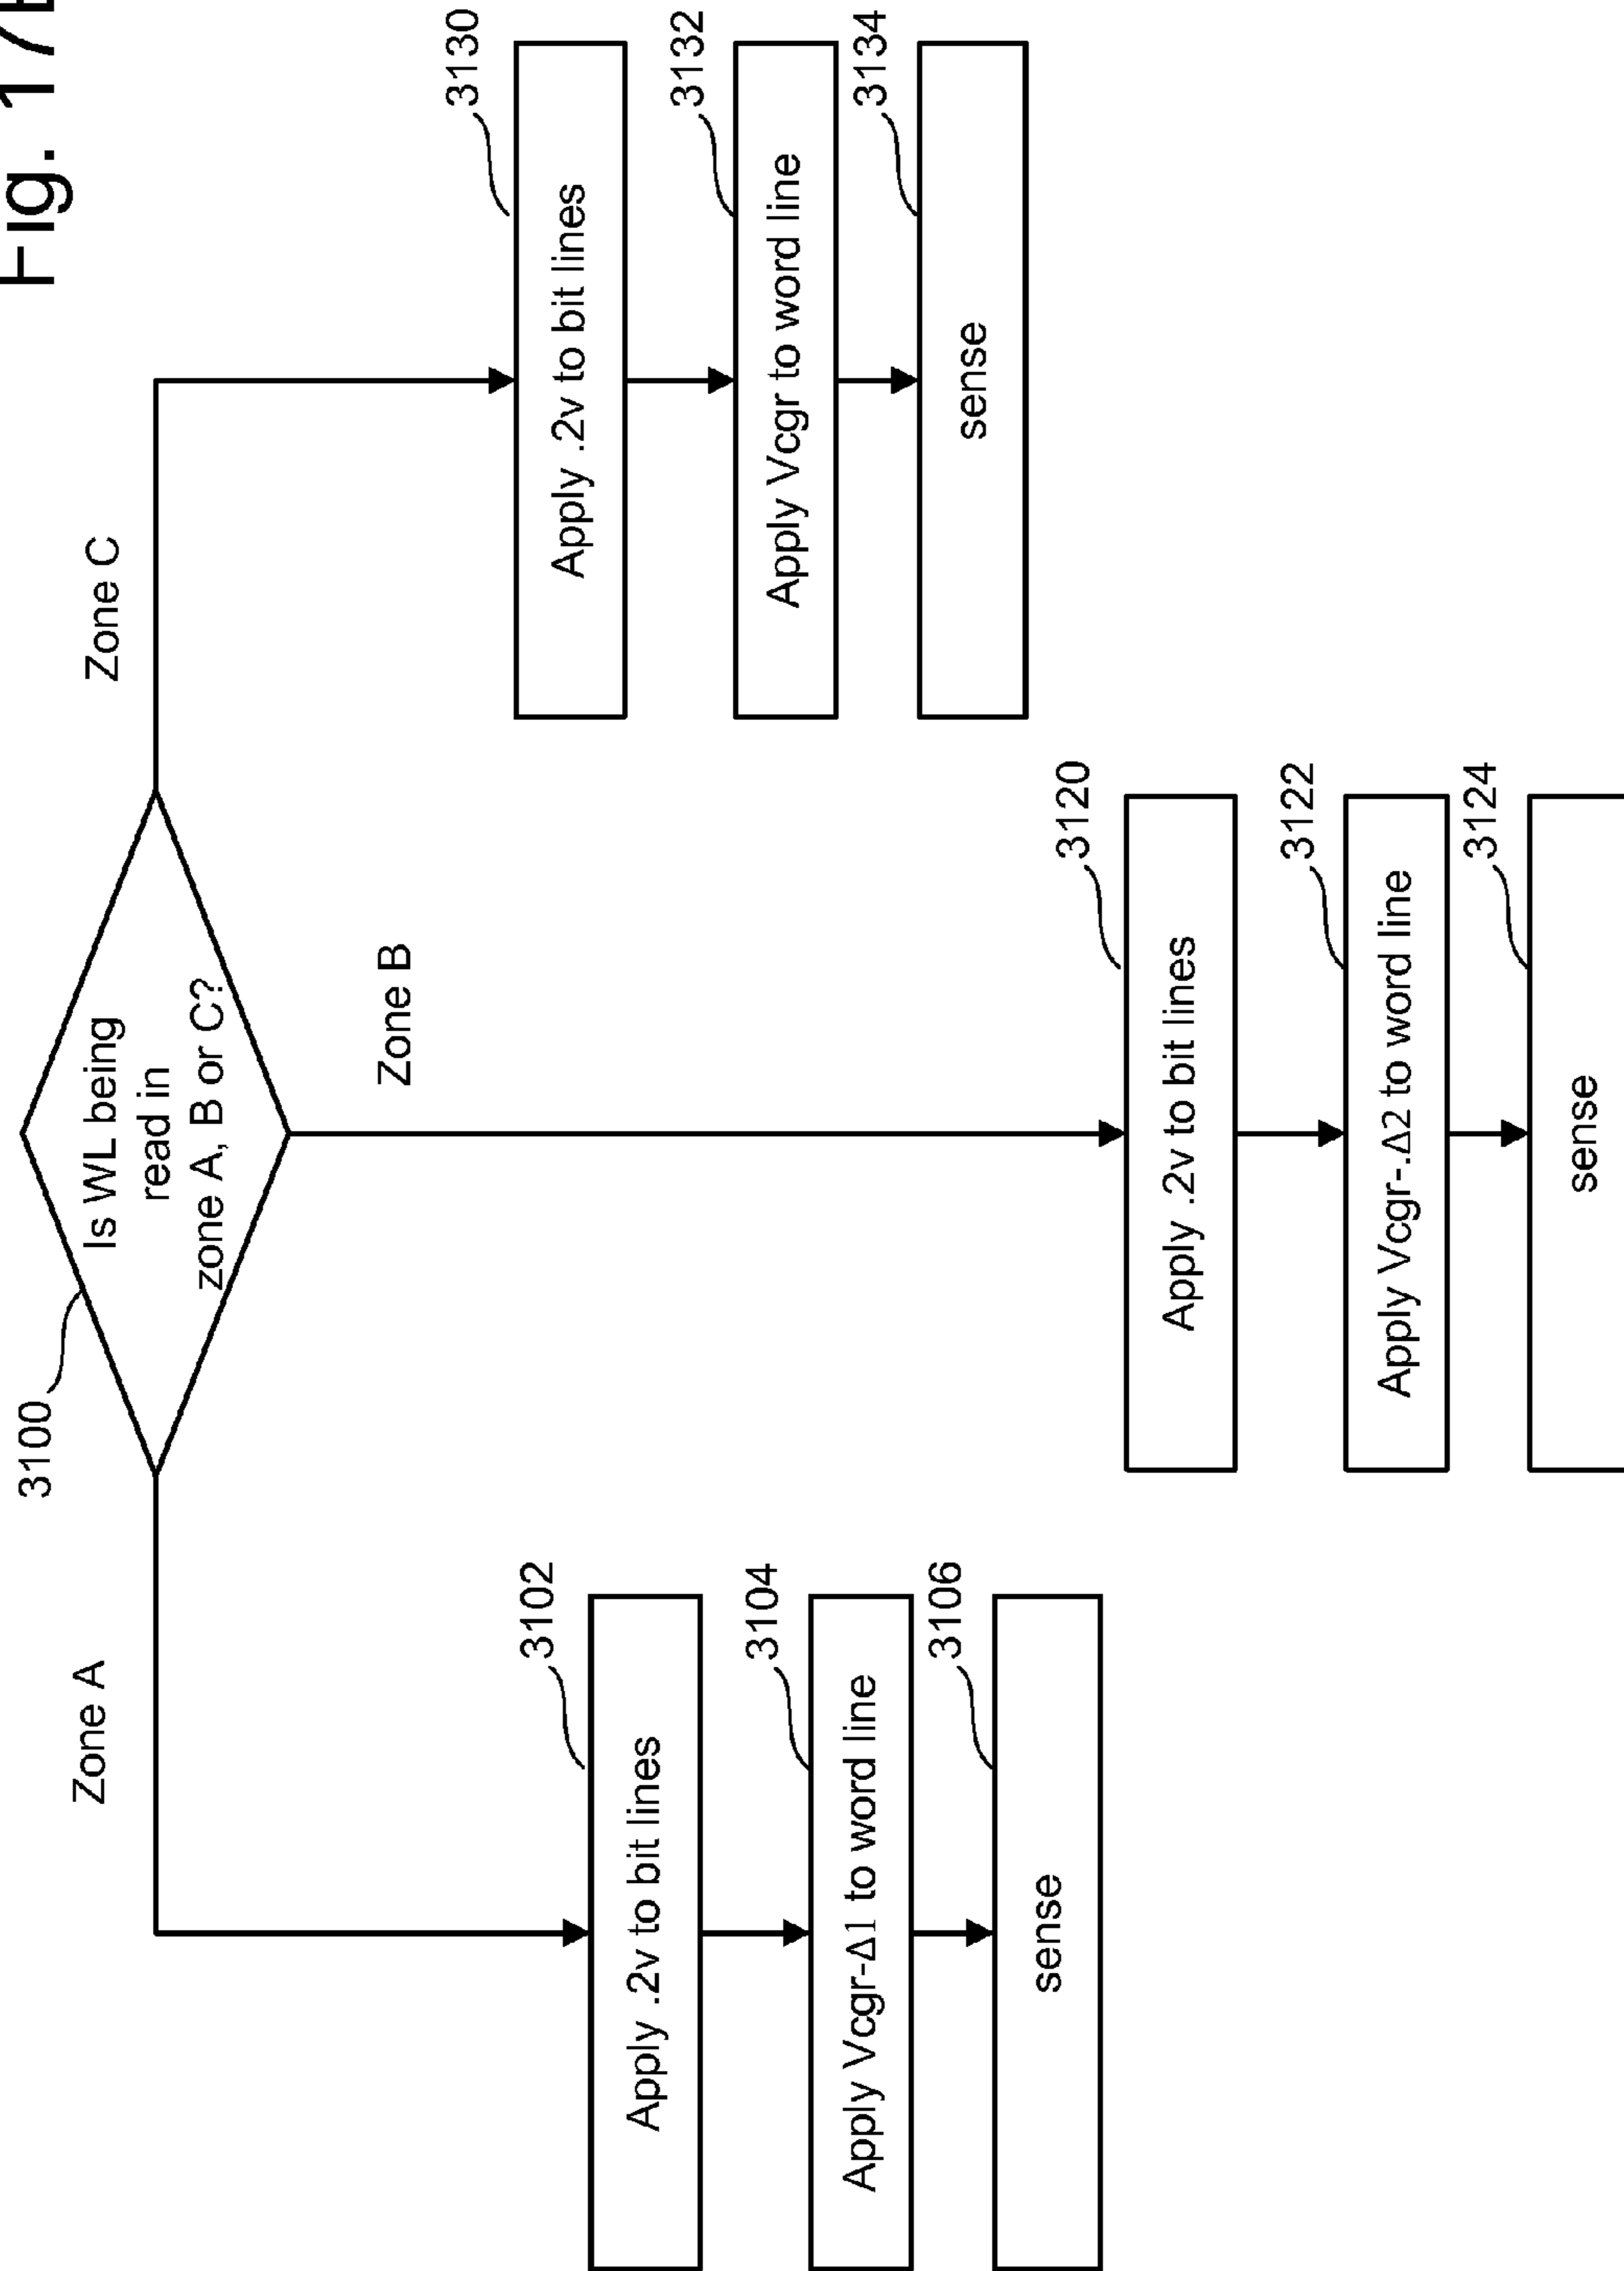 Fig. 17
3100
Is WL being
read in
zone A, B or C?
Zone A
Zone B
Zone C
3102
Apply .2v to bit lines
3104
Apply Vcgr-Δ1 to word line
3106
sense
3120
Apply .2v to bit lines
3122
Apply Vcgr-.Δ2 to word line
3124
sense
3130
Apply .2v to bit lines
3132
Apply Vcgr to word line
3134
sense